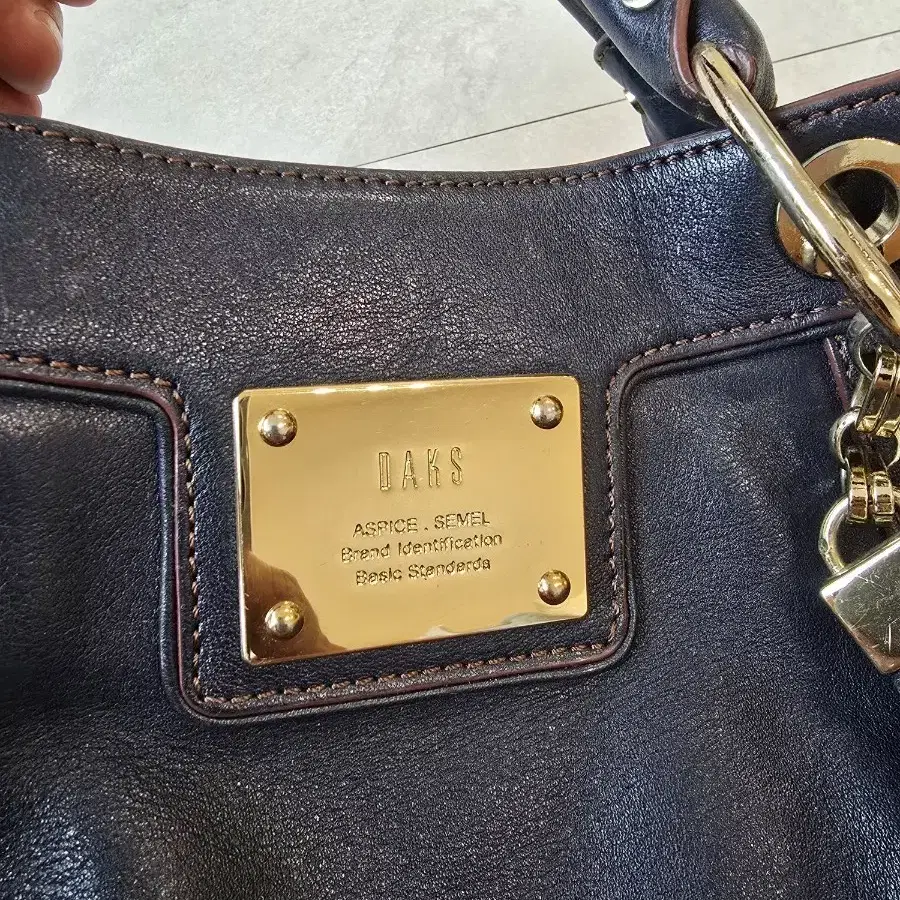 DAKS
ASPICE . SEMEL
Brand Identification
Basic Standards